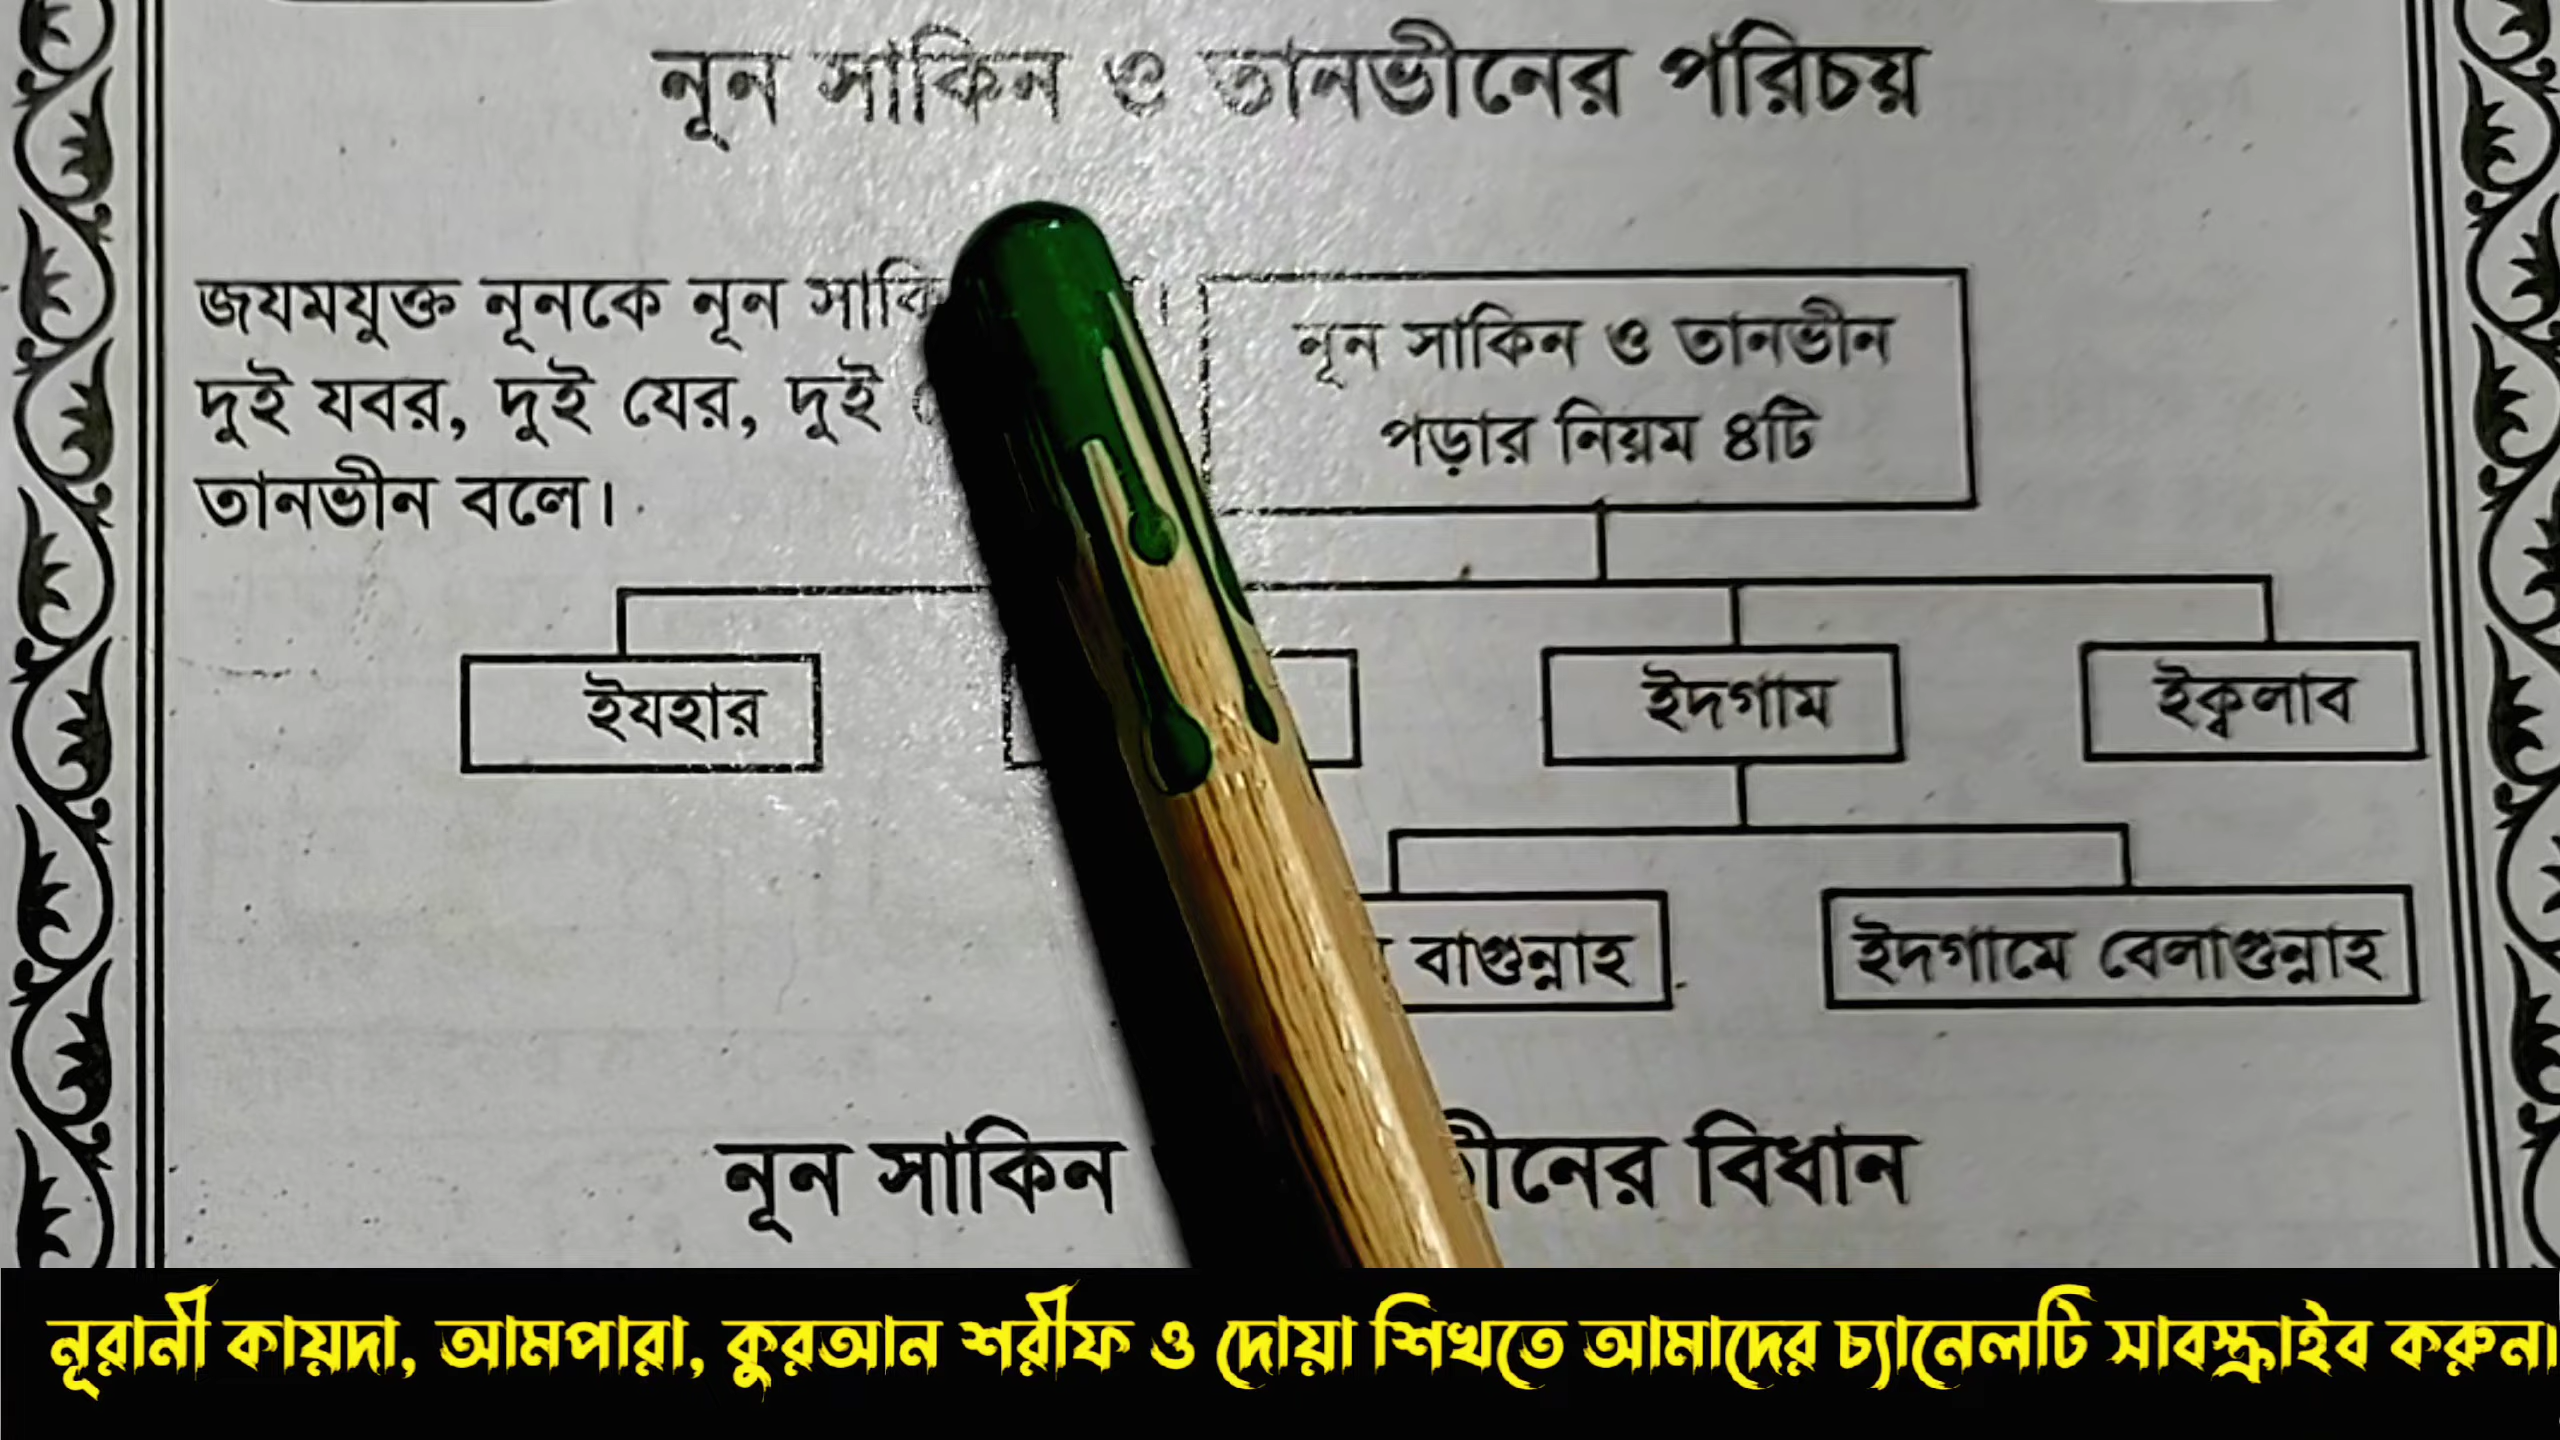 নূন সাকিন ও তানভীনের পরিচয়
জযমযুক্ত নূনকে নূন
দুই যবর, দুই যের, দুই
তানভীন বলে।
নূন সাকিন ও তানভীন
পড়ার নিয়ম ৪টি
ইযহার
ইদগাম
ইক্বলাব
বাগুন্নাহ
ইদগামে বেলাগুন্নাহ
নূন সাকিন
বিধান
নূরানী কায়দা, আমপারা, কুরআন শরীফ ও দোয়া শিখতে আমাদের চ্যানেলটি সাবস্ক্রাইব করুন।